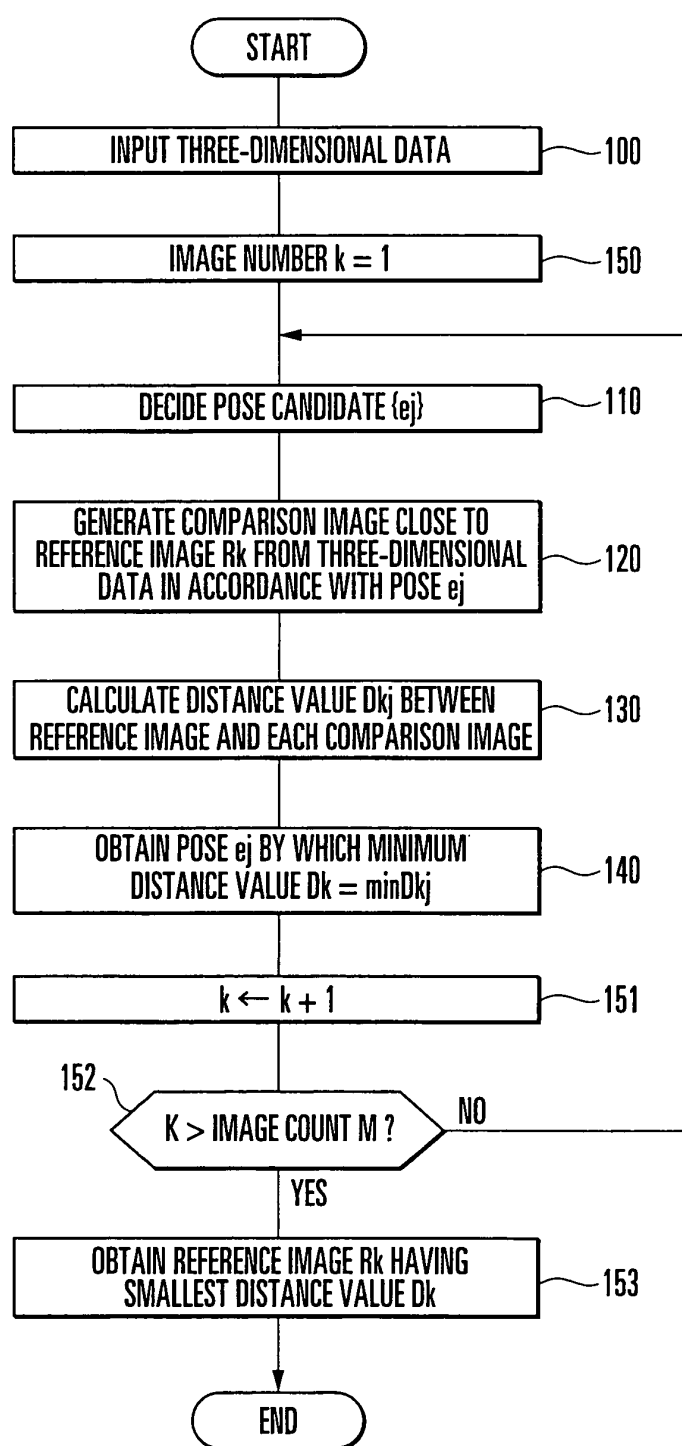 START
INPUT THREE-DIMENSIONAL DATA
100
IMAGE NUMBER k = 1
150
DECIDE POSE CANDIDATE {ej}
110
GENERATE COMPARISON IMAGE CLOSE TO
REFERENCE IMAGE Rk FROM THREE-DIMENSIONAL
DATA IN ACCORDANCE WITH POSE ej
120
CALCULATE DISTANCE VALUE Dkj BETWEEN
REFERENCE IMAGE AND EACH COMPARISON IMAGE
130
OBTAIN POSE ej BY WHICH MINIMUM
DISTANCE VALUE Dk = minDkj
140
k ← k + 1
151
152
K > IMAGE COUNT M ?
NO
YES
OBTAIN REFERENCE IMAGE Rk HAVING
SMALLEST DISTANCE VALUE Dk
153
END